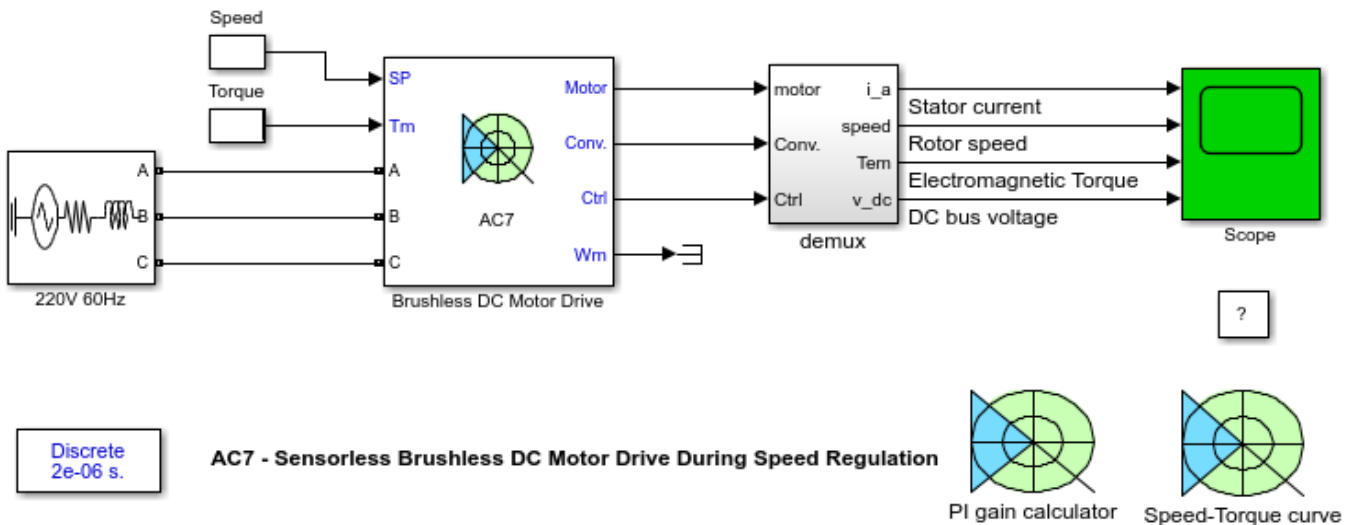 Speed
SP
Torque
Tm
A
B
C
220V 60Hz
A
B
C
AC7
Motor
Conv.
Ctrl
Wm
Brushless DC Motor Drive
motor
Conv.
Ctrl
i_a
speed
Tem
v_dc
demux
Stator current
Rotor speed
Electromagnetic Torque
DC bus voltage
Scope
?
Discrete
2e-06 s.
AC7 - Sensorless Brushless DC Motor Drive During Speed Regulation
PI gain calculator
Speed-Torque curve